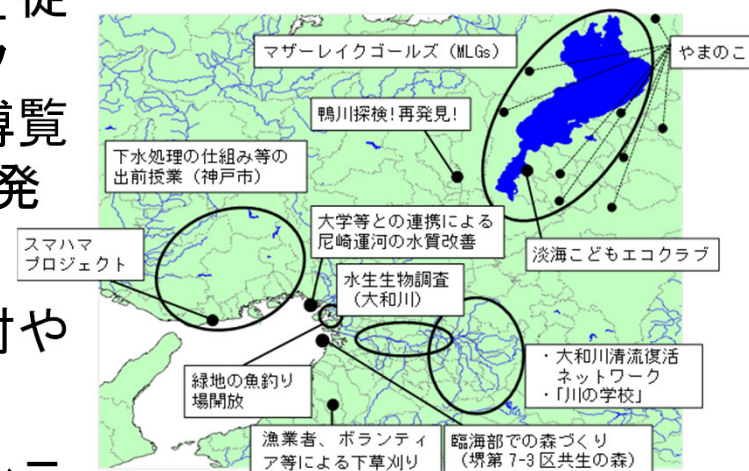 発
マザーレイクゴールズ（MLGs）
やまのこ
鴨川探検！再発見！
下水処理の仕組み等の
出前授業（神戸市）
大学等との連携による
尼崎運河の水質改善
スマハマ
プロジェクト
淡海こどもエコクラブ
水生生物調査
（大和川）
緑地の魚釣り
場開放
・大和川清流復活
ネットワーク
・「川の学校」
漁業者、ボランティ
ア等による下草刈り
臨海部での森づくり
（堺第7-3区共生の森）
博覧
や